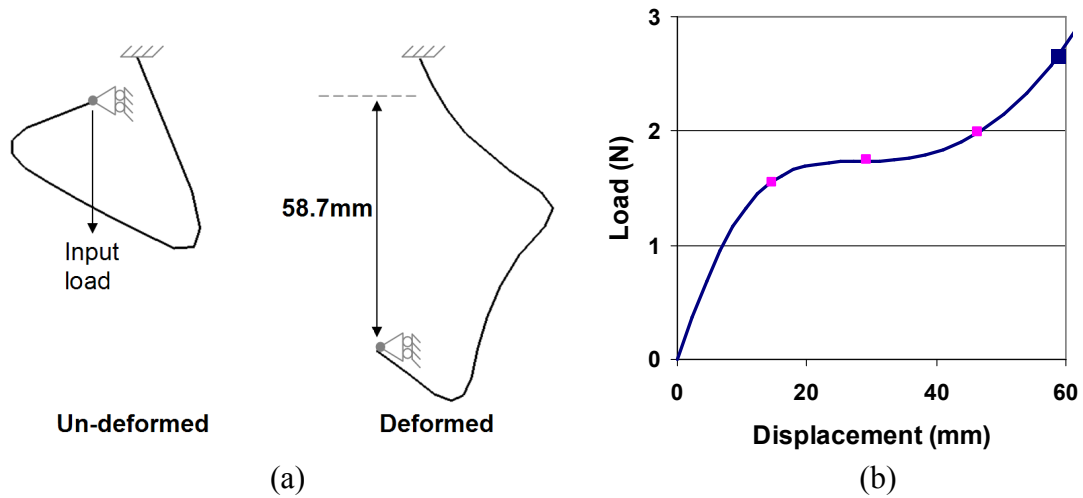 Input
load
58.7mm
Un-deformed
Deformed
(a)
3
2
1
0
Load (N)
0
20
40
60
Displacement (mm)
(b)